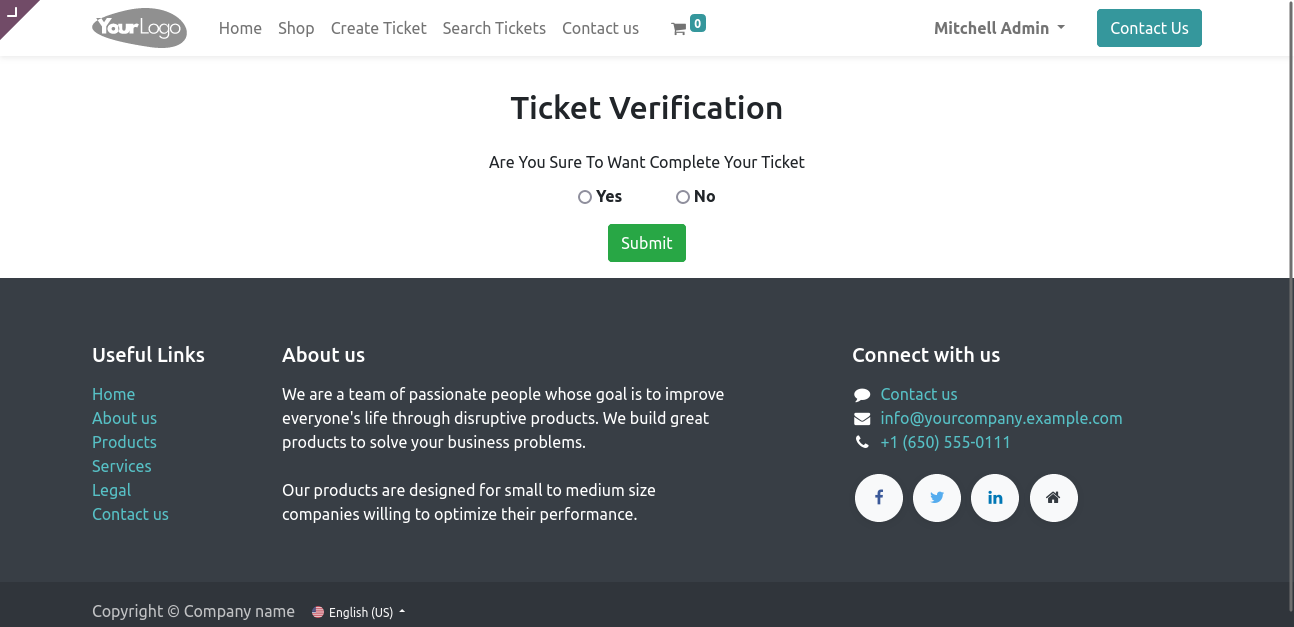 YourLogo
Home Shop Create Ticket Search Tickets Contact us 0 Mitchell Admin Contact Us
Ticket Verification
Are You Sure To Want Complete Your Ticket
Yes No
Submit
Useful Links
Home
About us
Products
Services
Legal
Contact us
About us
We are a team of passionate people whose goal is to improve
everyone's life through disruptive products. We build great
products to solve your business problems.
Our products are designed for small to medium size
companies willing to optimize their performance.
Connect with us
Contact us
info@yourcompany.example.com
+1 (650) 555-0111
Copyright © Company name English (US)